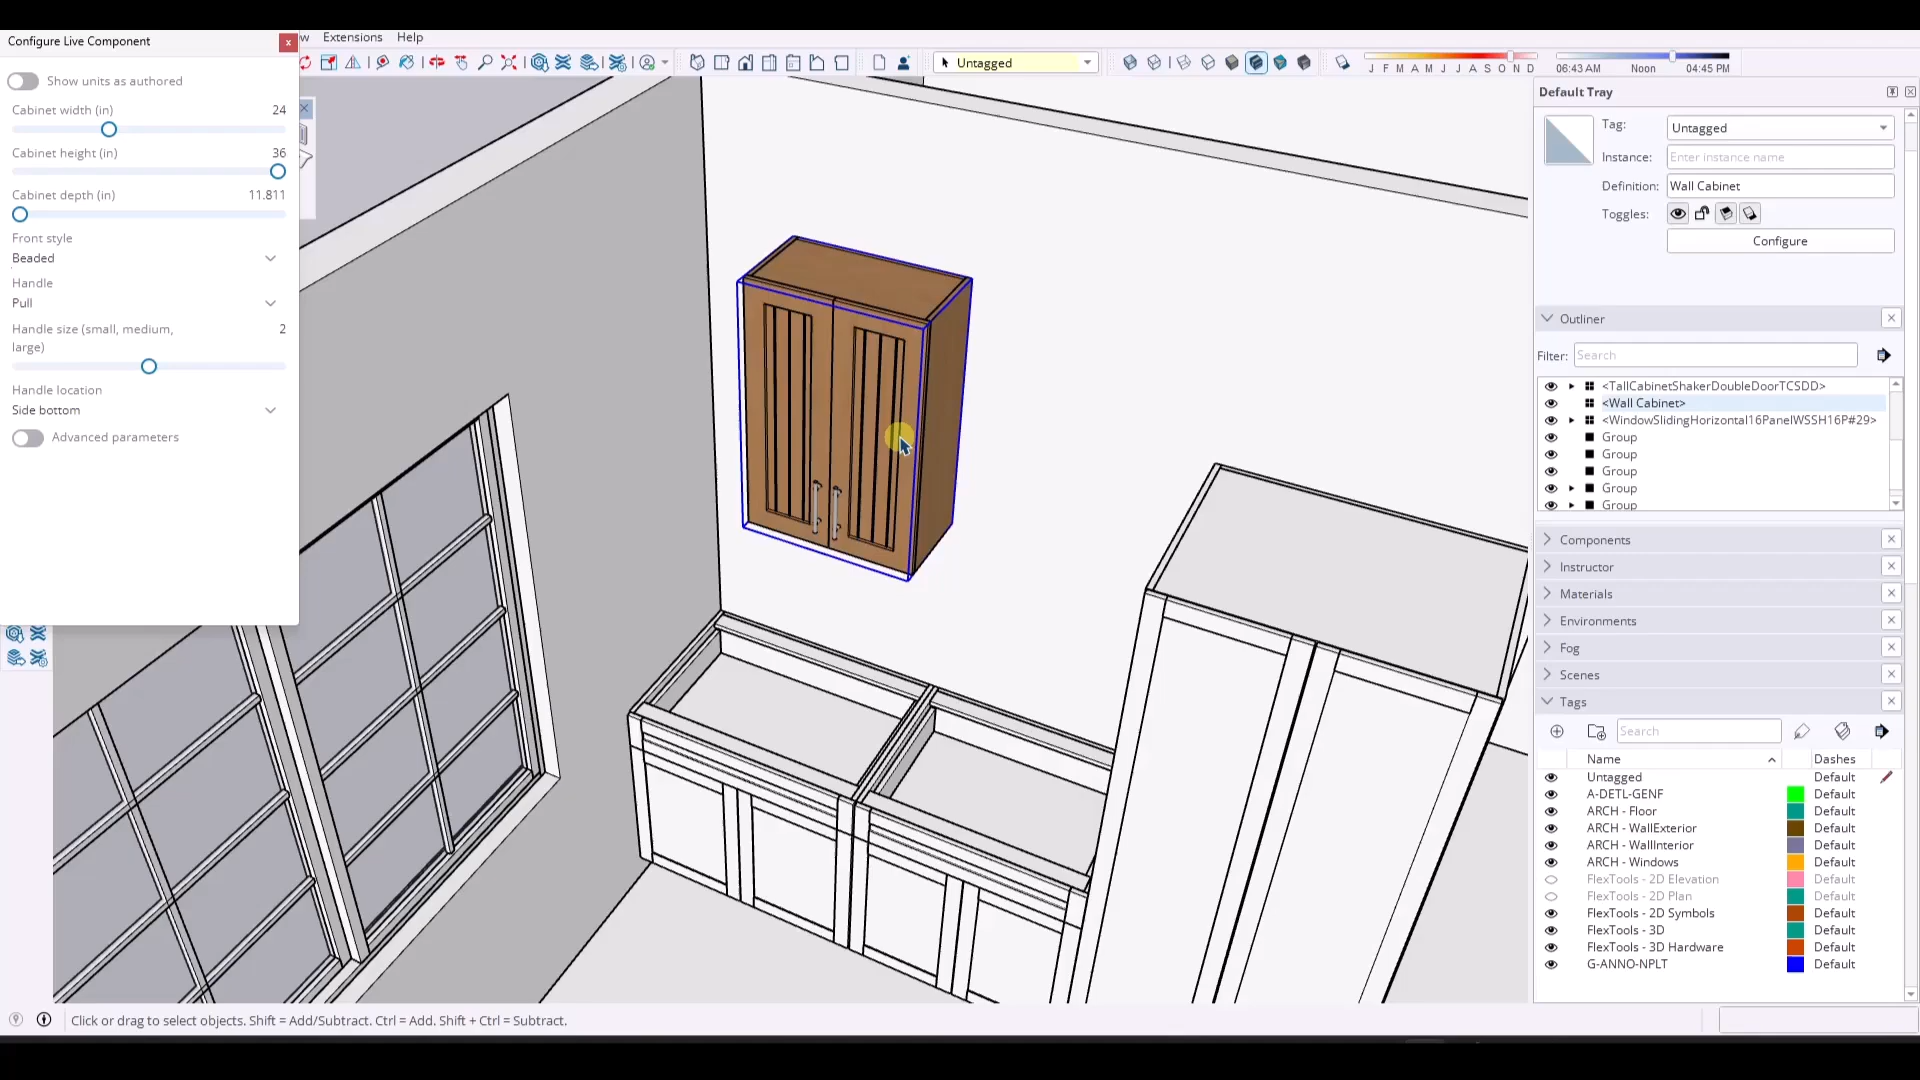 Configure Live Component
x
w
Extensions
Help
Show units as authored
Cabinet width (in)
24
Cabinet height (in)
36
Cabinet depth (in)
11.811
Front style
Beaded
Handle
Pull
Handle size (small, medium,
large)
2
Handle location
Side bottom
Advanced parameters
Untagged
J F M A M J J A S O N D
06:43 AM
Noon
04:45 PM
Default Tray
Tag:
Untagged
Instance:
Enter instance name
Definition:
Wall Cabinet
Toggles:
Configure
Outliner
Filter:
Search
<TallCabinetShakerDoubleDoorTCSDD>
<Wall Cabinet>
<WindowSlidingHorizontal16PanelWSSH16P#29>
Group
Group
Group
Group
Group
Components
Instructor
Materials
Environments
Fog
Scenes
Tags
Search
Name
Dashes
Untagged
Default
A-DETL-GENF
Default
ARCH - Floor
Default
ARCH - WallExterior
Default
ARCH - WallInterior
Default
ARCH - Windows
Default
FlexTools - 2D Elevation
Default
FlexTools - 2D Plan
Default
FlexTools - 2D Symbols
Default
FlexTools - 3D
Default
FlexTools - 3D Hardware
Default
G-ANNO-NPLT
Default
Click or drag to select objects. Shift = Add/Subtract. Ctrl = Add. Shift + Ctrl = Subtract.